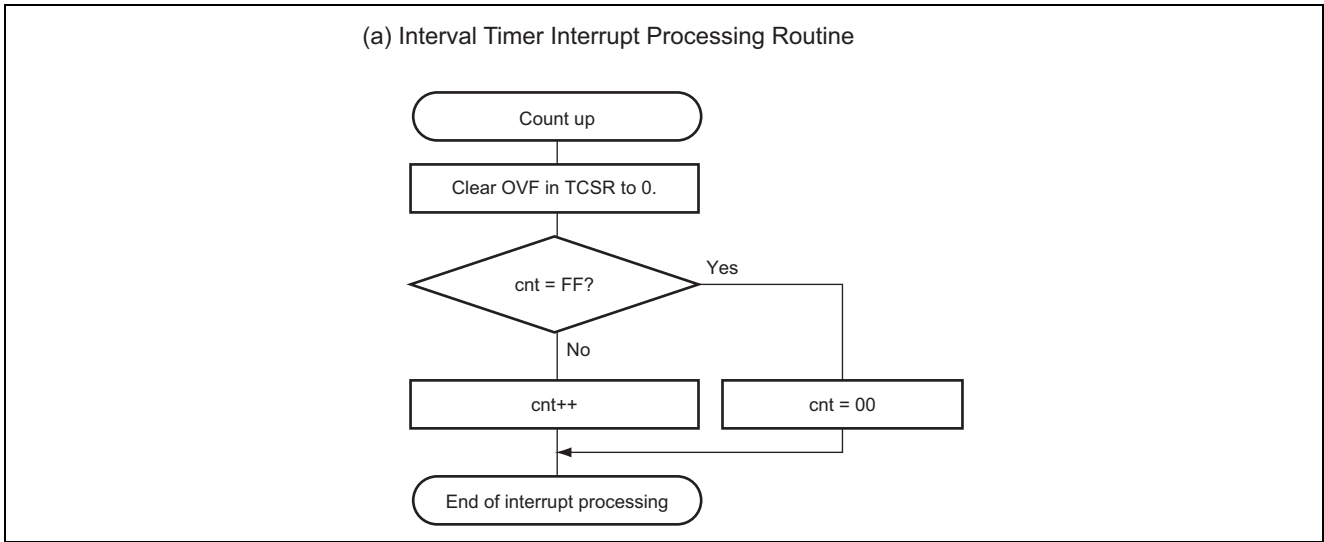 (a) Interval Timer Interrupt Processing Routine
Count up
Clear OVF in TCSR to 0.
cnt = FF?
Yes
No
cnt++
cnt = 00
End of interrupt processing